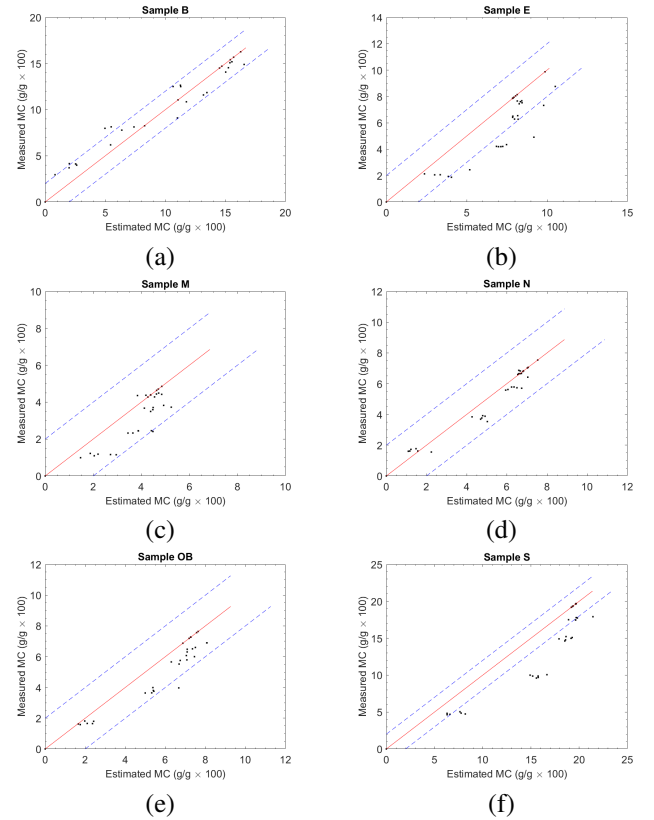 Sample B
20
15
10
5
0
0 5 10 15 20
Measured MC (g/g × 100)
Estimated MC (g/g × 100)
(a)
Sample E
14
12
10
8
6
4
2
0
0 5 10 15
Measured MC (g/g × 100)
Estimated MC (g/g × 100)
(b)
Sample M
10
8
6
4
2
0
0 2 4 6 8 10
Measured MC (g/g × 100)
Estimated MC (g/g × 100)
(c)
Sample N
12
10
8
6
4
2
0
0 2 4 6 8 10 12
Measured MC (g/g × 100)
Estimated MC (g/g × 100)
(d)
Sample OB
12
10
8
6
4
2
0
0 2 4 6 8 10 12
Measured MC (g/g × 100)
Estimated MC (g/g × 100)
(e)
Sample S
25
20
15
10
5
0
0 5 10 15 20 25
Measured MC (g/g × 100)
Estimated MC (g/g × 100)
(f)